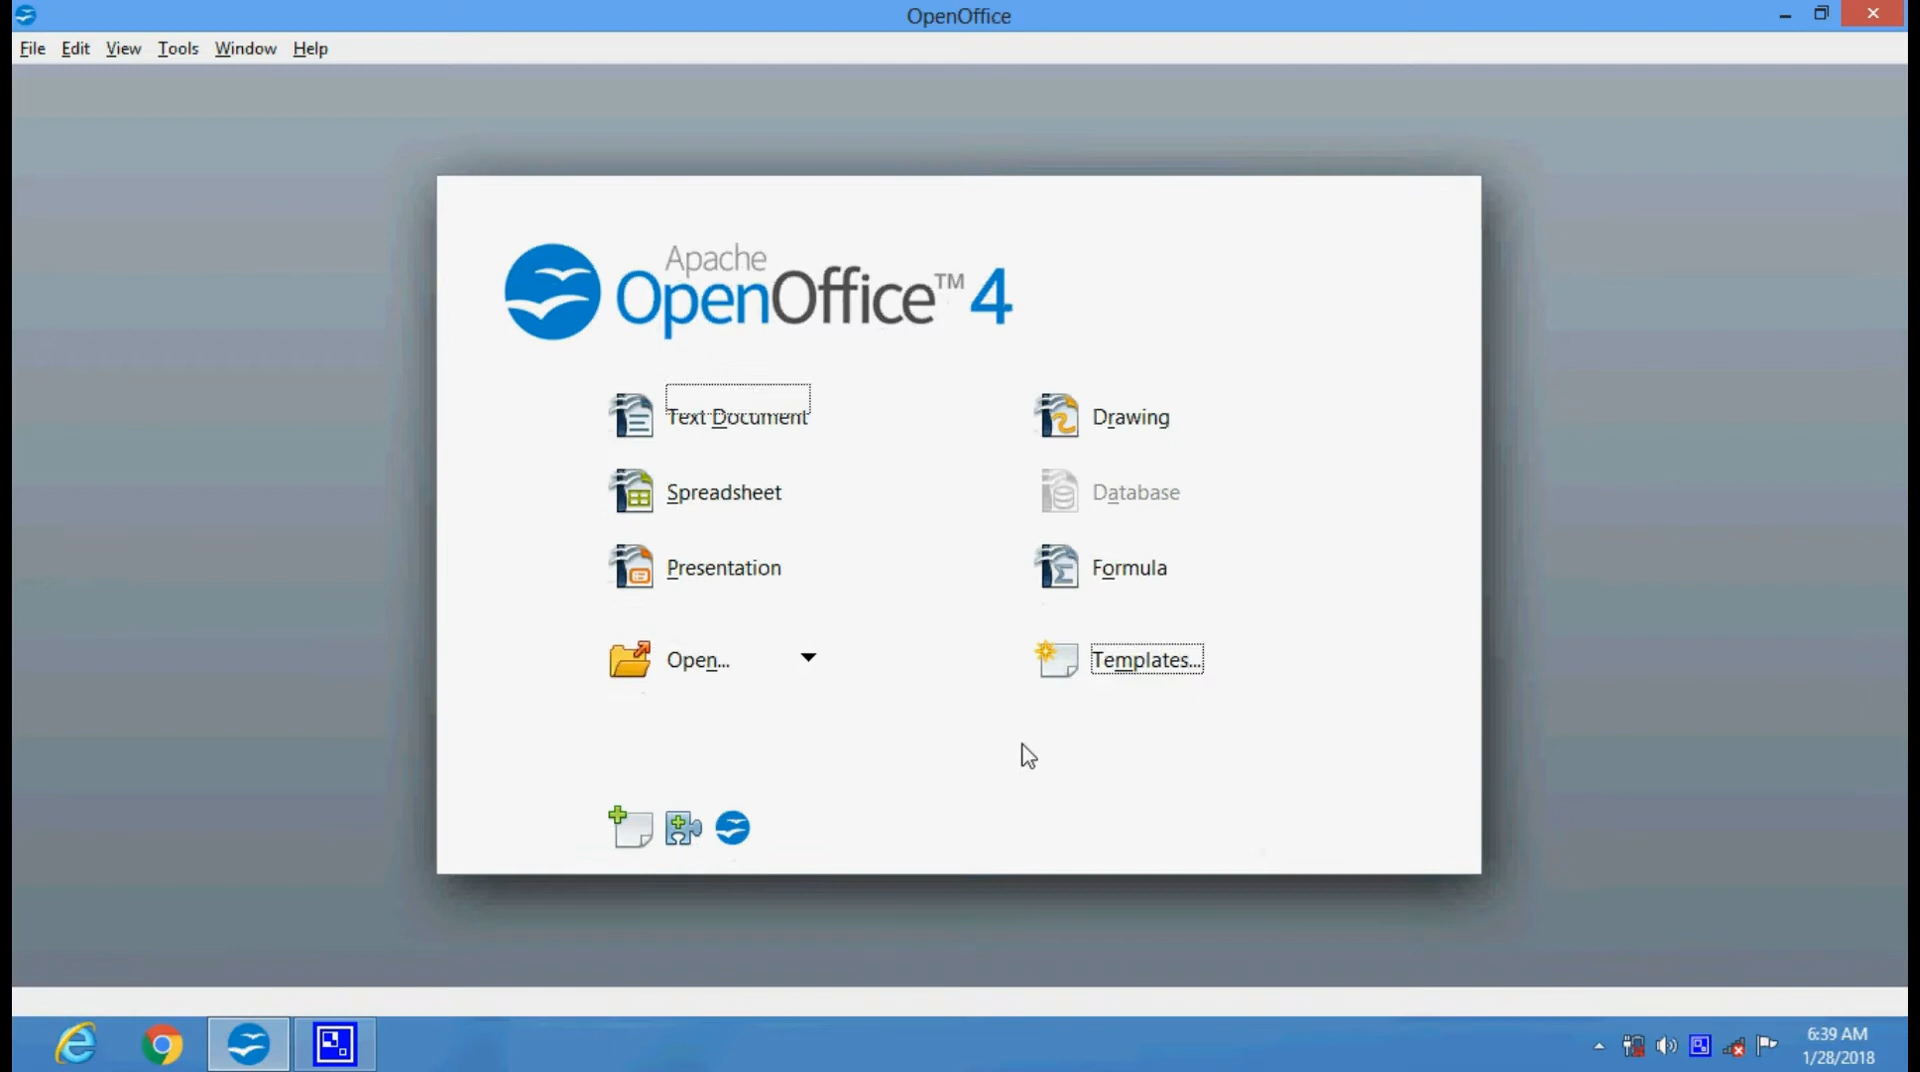 OpenOffice
File Edit View Tools Window Help
Apache
OpenOffice™ 4
Text Document
Drawing
Spreadsheet
Database
Presentation
Formula
Open...
Templates...
6:39 AM
1/28/2018